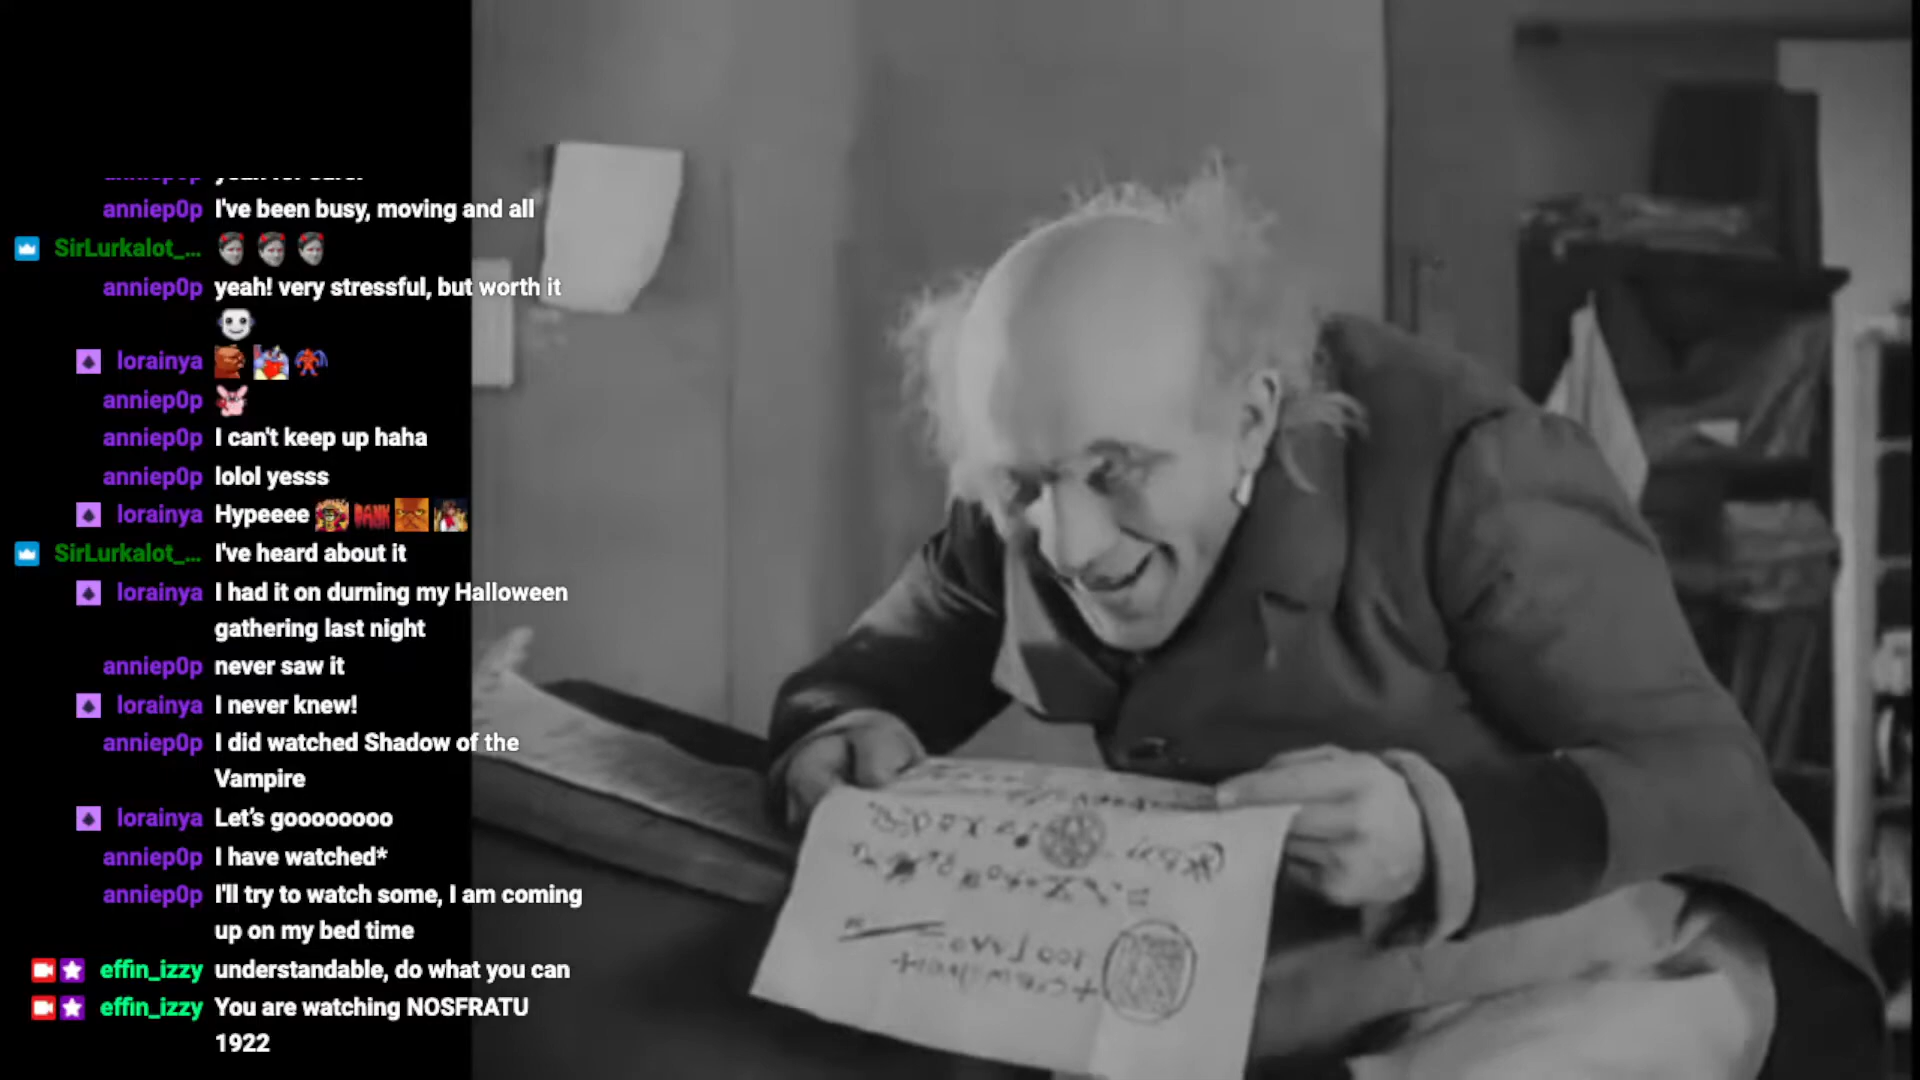 anniep0p I've been busy, moving and all
SirLurkalot_...
anniep0p yeah! very stressful, but worth it
lorainya
anniep0p
anniep0p I can't keep up haha
anniep0p lolol yesss
lorainya Hypeeee DANK
SirLurkalot_... I've heard about it
lorainya I had it on durning my Halloween
gathering last night
anniep0p never saw it
lorainya I never knew!
anniep0p I did watched Shadow of the
Vampire
lorainya Let's goooooooo
anniep0p I have watched*
anniep0p I'll try to watch some, I am coming
up on my bed time
effin_izzy understandable, do what you can
effin_izzy You are watching NOSFRATU
1922